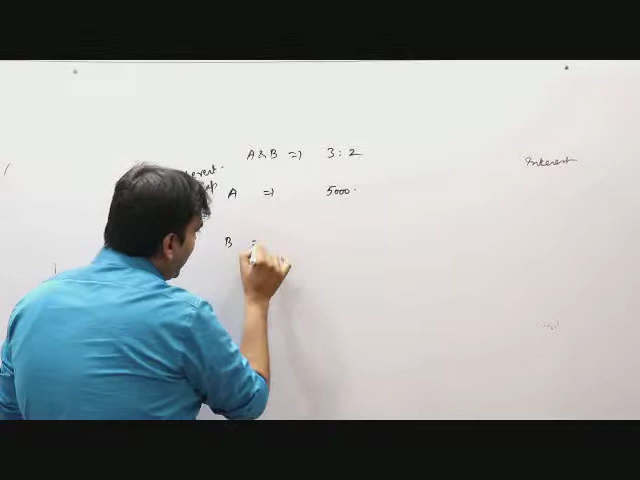 A & B => 3 : 2
Interest
A => 5000.
B =